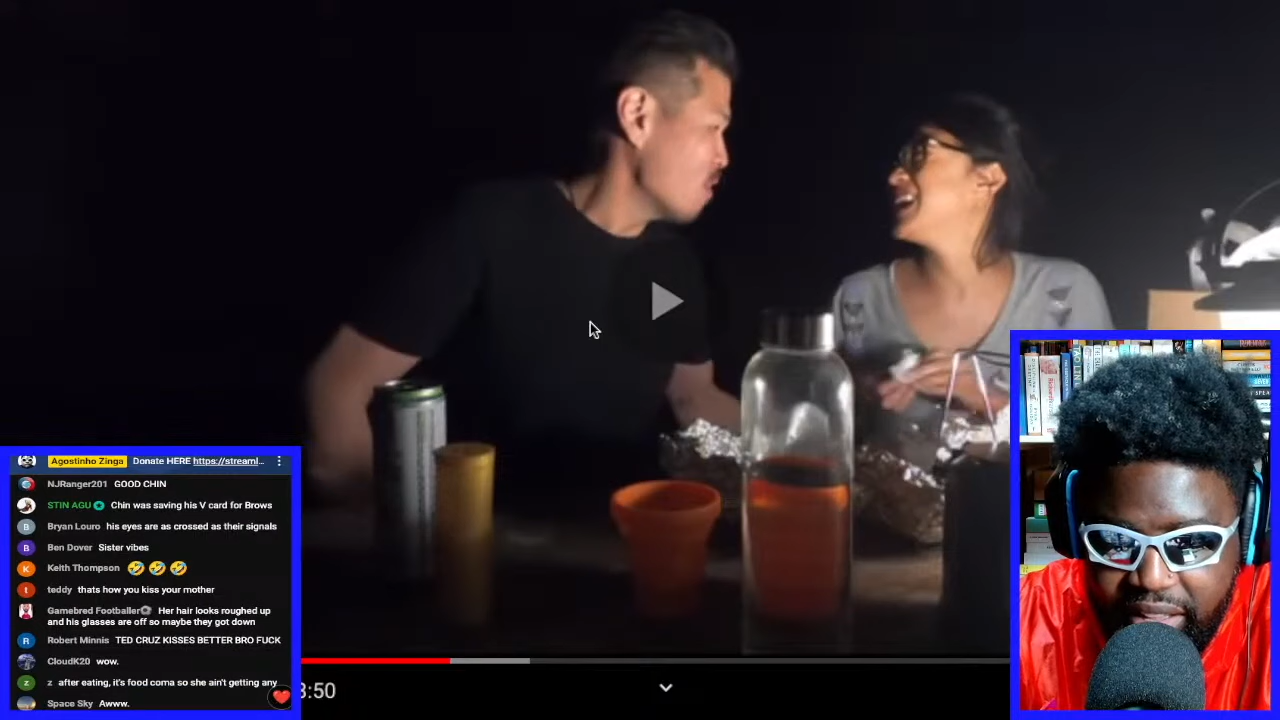 Agostinho Zinga Donate HERE https://streaml...
NJRanger201 GOOD CHIN
STIN AGU Chin was saving his V card for Brows
Bryan Louro his eyes are as crossed as their signals
Ben Dover Sister vibes
Keith Thompson 🤣 🤣 🤣
teddy thats how you kiss your mother
Gamebred Footballer Her hair looks roughed up
and his glasses are off so maybe they got down
Robert Minnis TED CRUZ KISSES BETTER BRO FUCK
CloudK20 wow.
z after eating, it's food coma so she ain't getting any
Space Sky Awww.
3:50